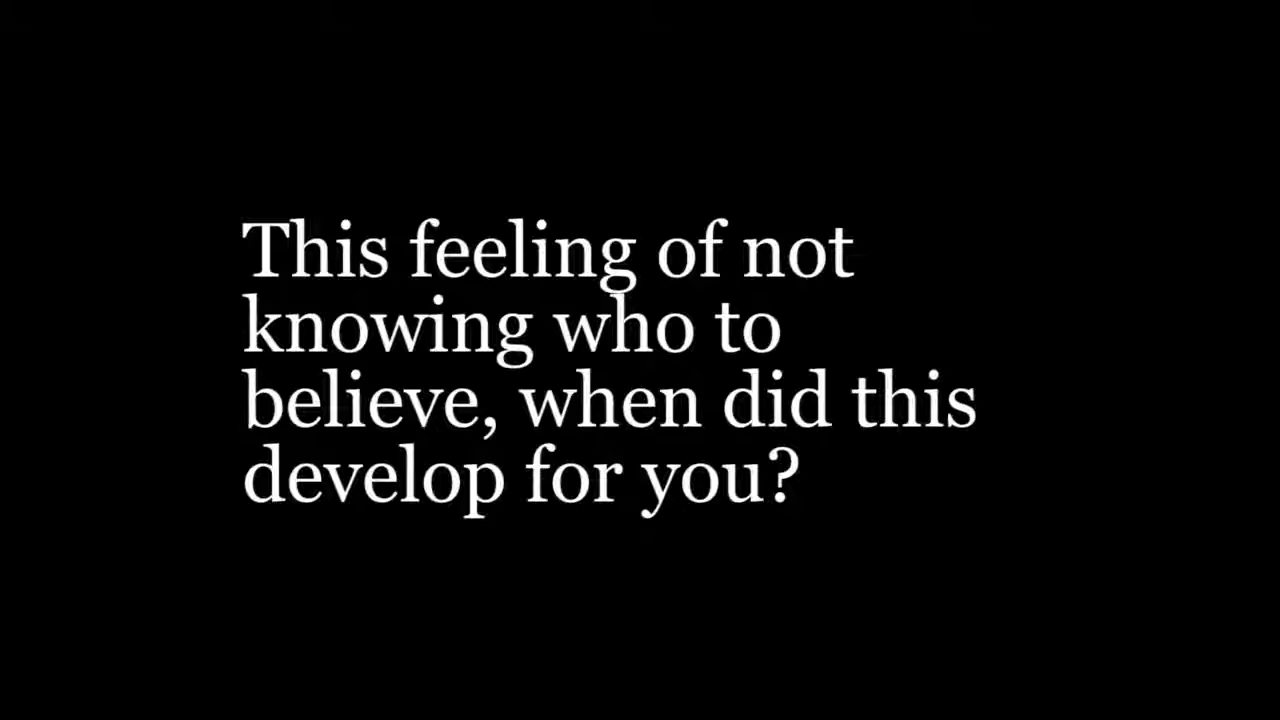 This feeling of not
knowing who to
believe, when did this
develop for you?